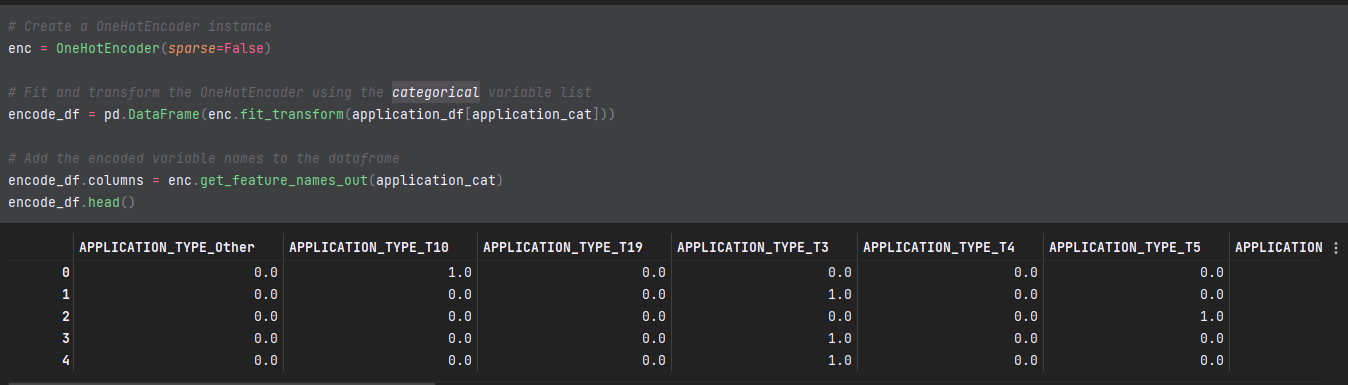 # Create a OneHotEncoder instance
enc = OneHotEncoder(sparse=False)
# Fit and transform the OneHotEncoder using the categorical variable list
encode_df = pd.DataFrame(enc.fit_transform(application_df[application_cat]))
# Add the encoded variable names to the dataframe
encode_df.columns = enc.get_feature_names_out(application_cat)
encode_df.head()
APPLICATION_TYPE_Other APPLICATION_TYPE_T10 APPLICATION_TYPE_T19 APPLICATION_TYPE_T3 APPLICATION_TYPE_T4 APPLICATION_TYPE_T5 APPLICATION
0 0.0 1.0 0.0 0.0 0.0 0.0
1 0.0 0.0 0.0 1.0 0.0 0.0
2 0.0 0.0 0.0 0.0 0.0 1.0
3 0.0 0.0 0.0 1.0 0.0 0.0
4 0.0 0.0 0.0 1.0 0.0 0.0